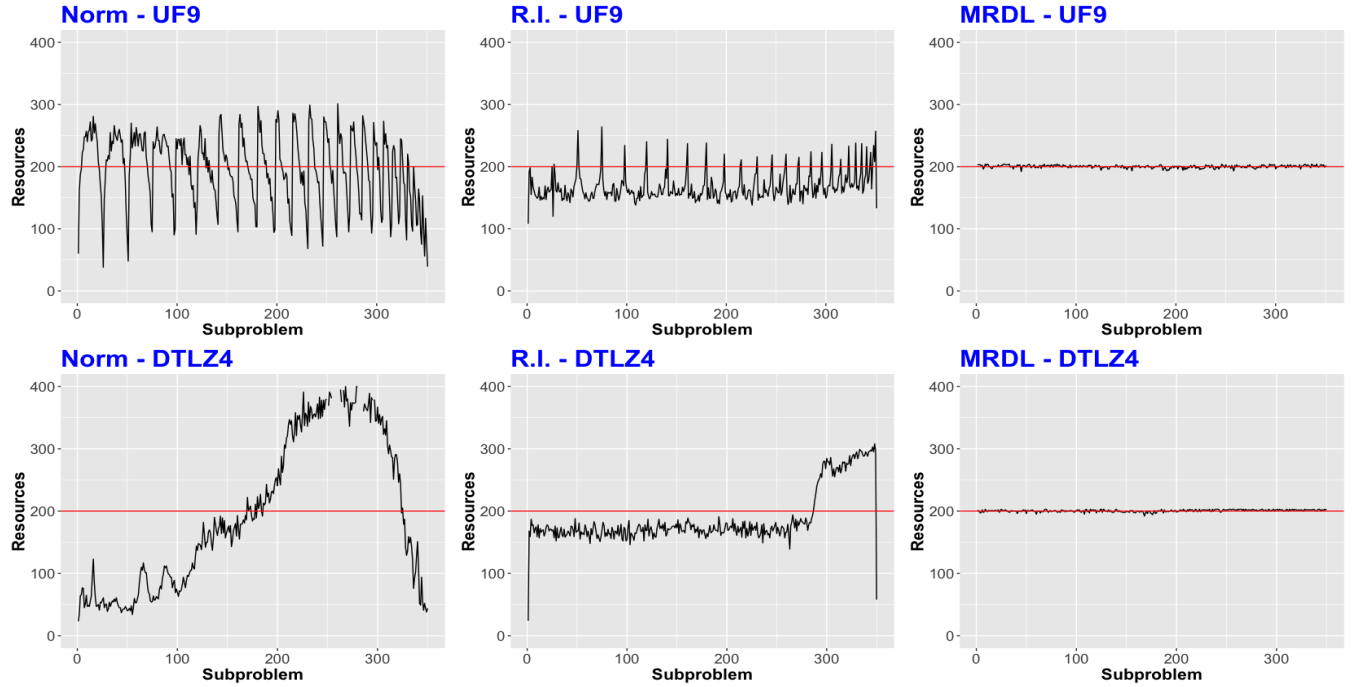 Norm - UF9
R.I. - UF9
MRDL - UF9
Resources
400
300
200
100
0
0 100 200 300
Subproblem
Resources
400
300
200
100
0
0 100 200 300
Subproblem
Resources
400
300
200
100
0
0 100 200 300
Subproblem
Norm - DTLZ4
R.I. - DTLZ4
MRDL - DTLZ4
Resources
400
300
200
100
0
0 100 200 300
Subproblem
Resources
400
300
200
100
0
0 100 200 300
Subproblem
Resources
400
300
200
100
0
0 100 200 300
Subproblem